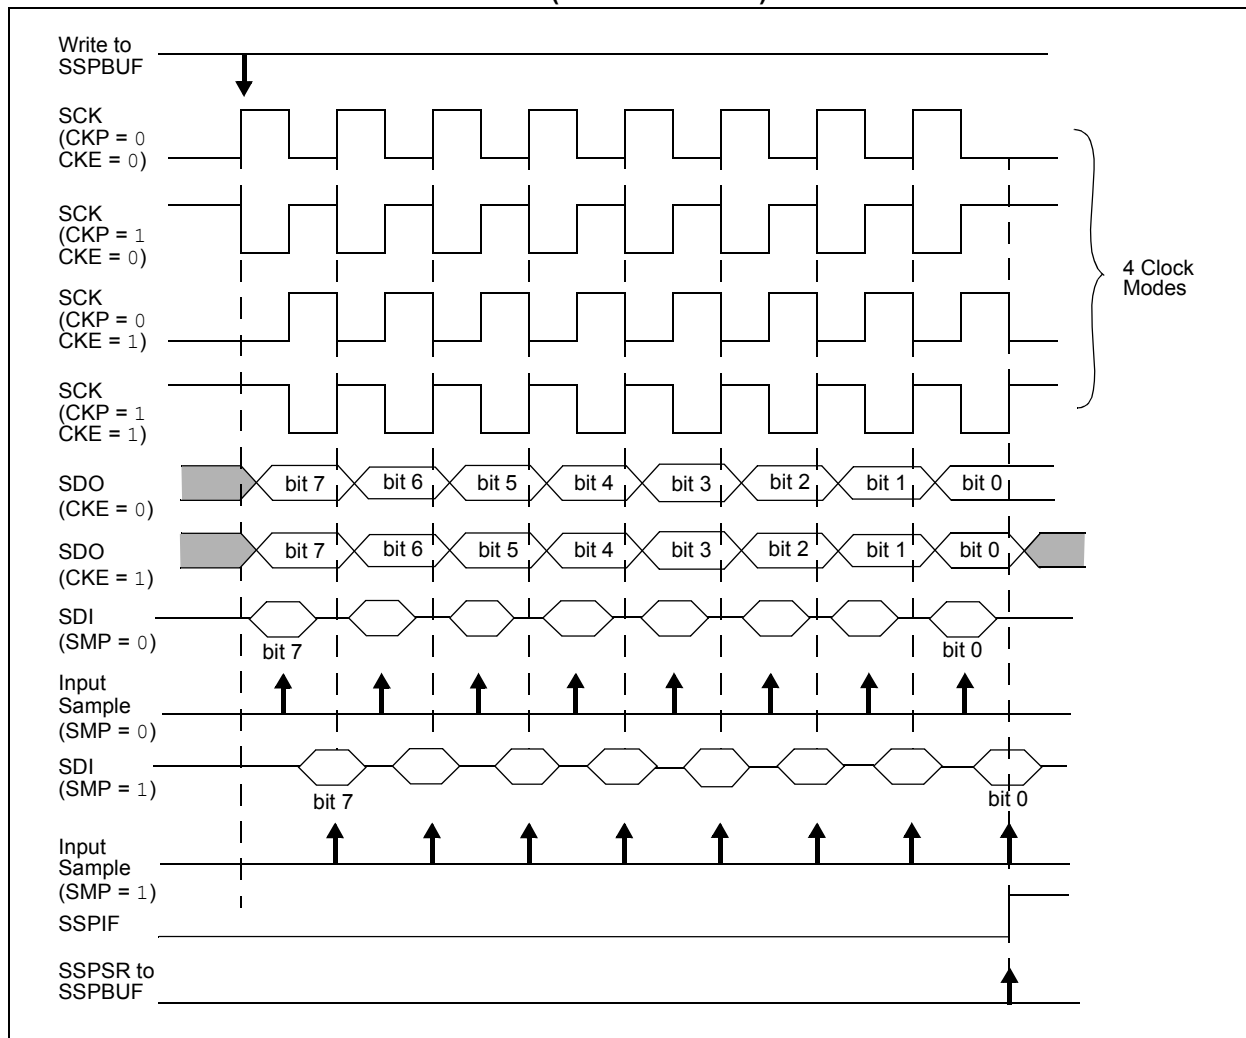 Write to
SSPBUF
SCK
(CKP = 0
CKE = 0)
SCK
(CKP = 1
CKE = 0)
SCK
(CKP = 0
CKE = 1)
SCK
(CKP = 1
CKE = 1)
4 Clock
Modes
SDO
(CKE = 0)
bit 7 bit 6 bit 5 bit 4 bit 3 bit 2 bit 1 bit 0
SDO
(CKE = 1)
bit 7 bit 6 bit 5 bit 4 bit 3 bit 2 bit 1 bit 0
SDI
(SMP = 0)
bit 7 bit 0
Input
Sample
(SMP = 0)
SDI
(SMP = 1)
bit 7 bit 0
Input
Sample
(SMP = 1)
SSPIF
SSPSR to
SSPBUF